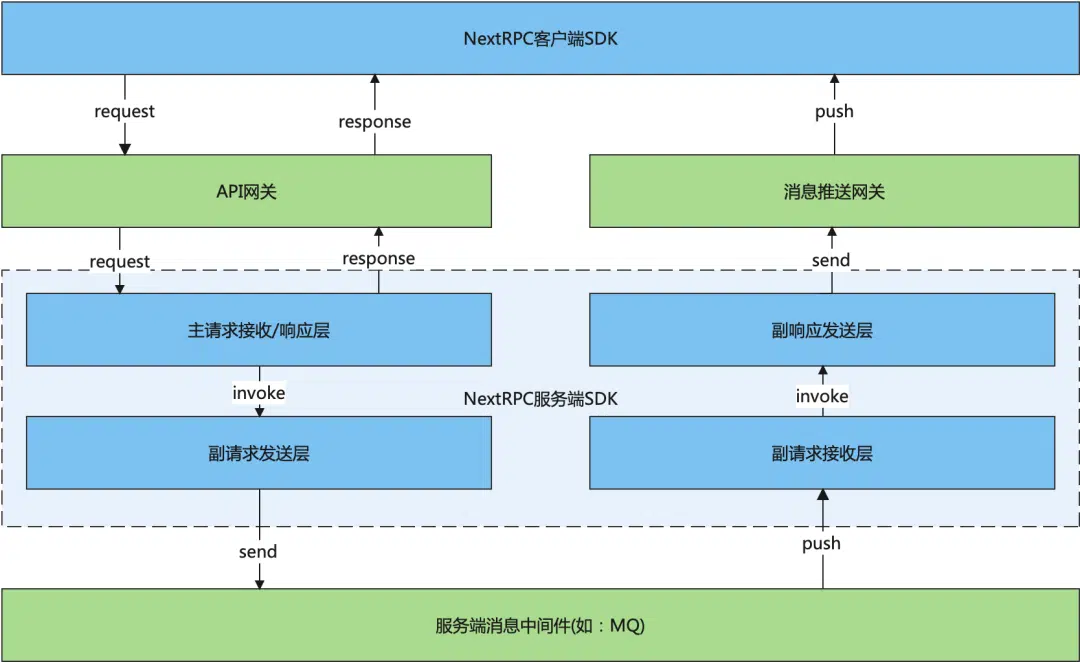 NextRPC客户端SDK
request
response
push
API网关
消息推送网关
request
response
send
主请求接收/响应层
副响应发送层
invoke
NextRPC服务端SDK
invoke
副请求发送层
副请求接收层
send
push
服务端消息中间件(如：MQ)